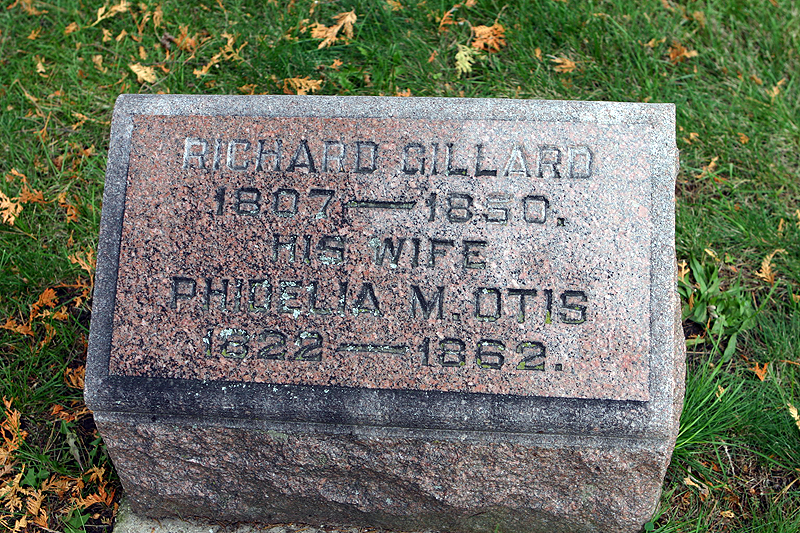 RICHARD GILLARD
1807—1850.
HIS WIFE
PHIDELIA M. OTIS
1822—1862.